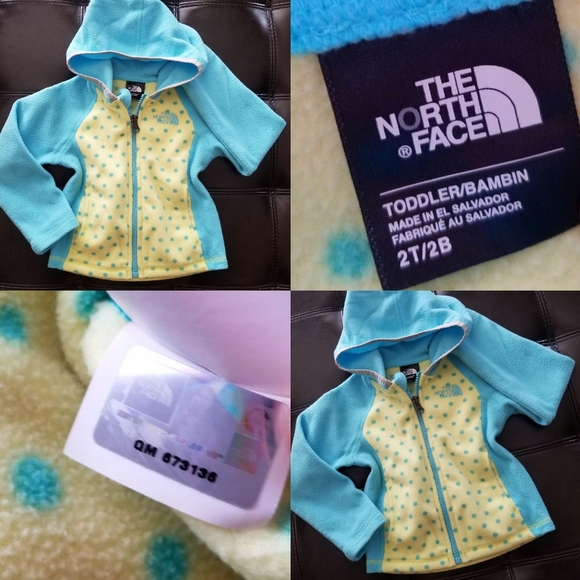 THE
NORTH
FACE
®
TODDLER/BAMBIN
MADE IN EL SALVADOR
FABRIQUÉ AU SALVADOR
2T/2B
QM 673136